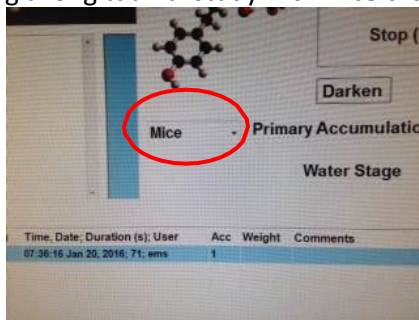 Stop (
Darken
Mice
Primary Accumulatio
Water Stage
Time, Date; Duration (s); User Acc Weight Comments
07:36:16 Jan 20, 2016; 71; ems 1